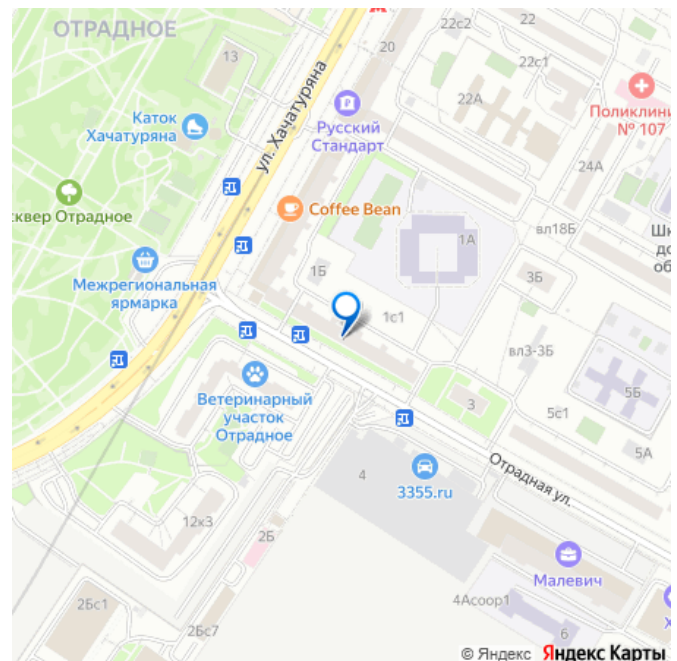 ОТРАДНОЕ
13
20
22с2
22
22с1
22А
Поликлини
№ 107
Каток
Хачатуряна
ул. Хачатуряна
Русский
Стандарт
24А
сквер Отрадное
Coffee Bean
1А
вл18Б
Шк
до
об
Межрегиональная
ярмарка
1Б
3Б
1с1
вл3-3Б
Ветеринарный
участок
Отрадное
3
5Б
5с1
5А
4
3355.ru
Отрадная ул.
12к3
2Б
Малевич
2Бс1
4Асоор1
2Бс7
6
Х
© Яндекс Яндекс Карты